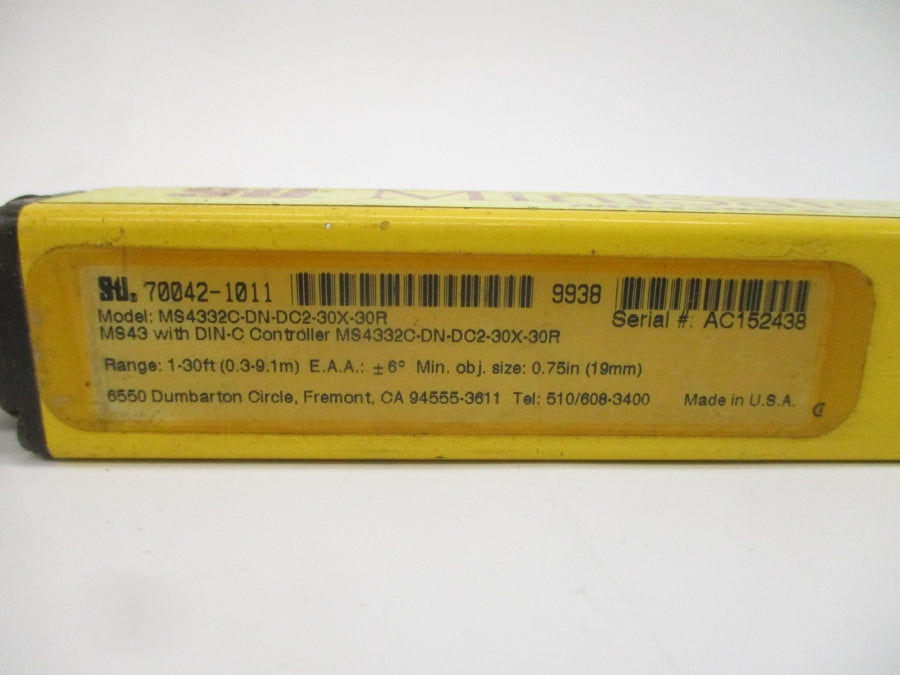 STI® 70042-1011 9938
Model: MS4332C-DN-DC2-30X-30R Serial #: AC152438
MS43 with DIN-C Controller MS4332C-DN-DC2-30X-30R
Range: 1-30ft (0.3-9.1m) E.A.A.: ±6° Min. obj. size: 0.75in (19mm)
6550 Dumbarton Circle, Fremont, CA 94555-3611 Tel: 510/608-3400 Made in U.S.A.